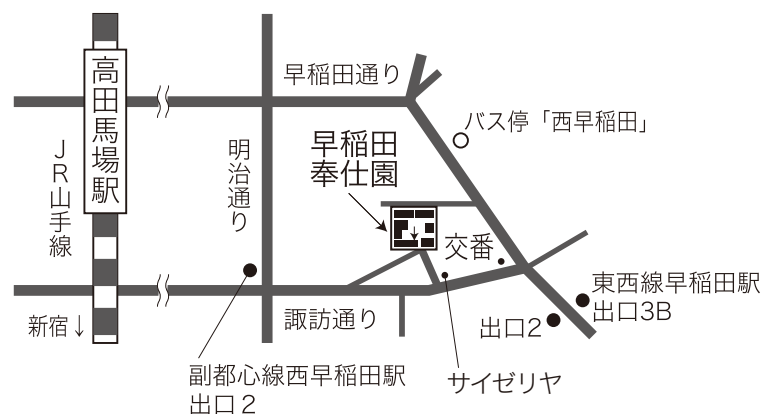 高田馬場駅
JR山手線
新宿↓
早稲田通り
明治通り
早稲田
奉仕園
バス停「西早稲田」
交番
東西線早稲田駅
出口3B
出口2
諏訪通り
サイゼリヤ
副都心線西早稲田駅
出口2